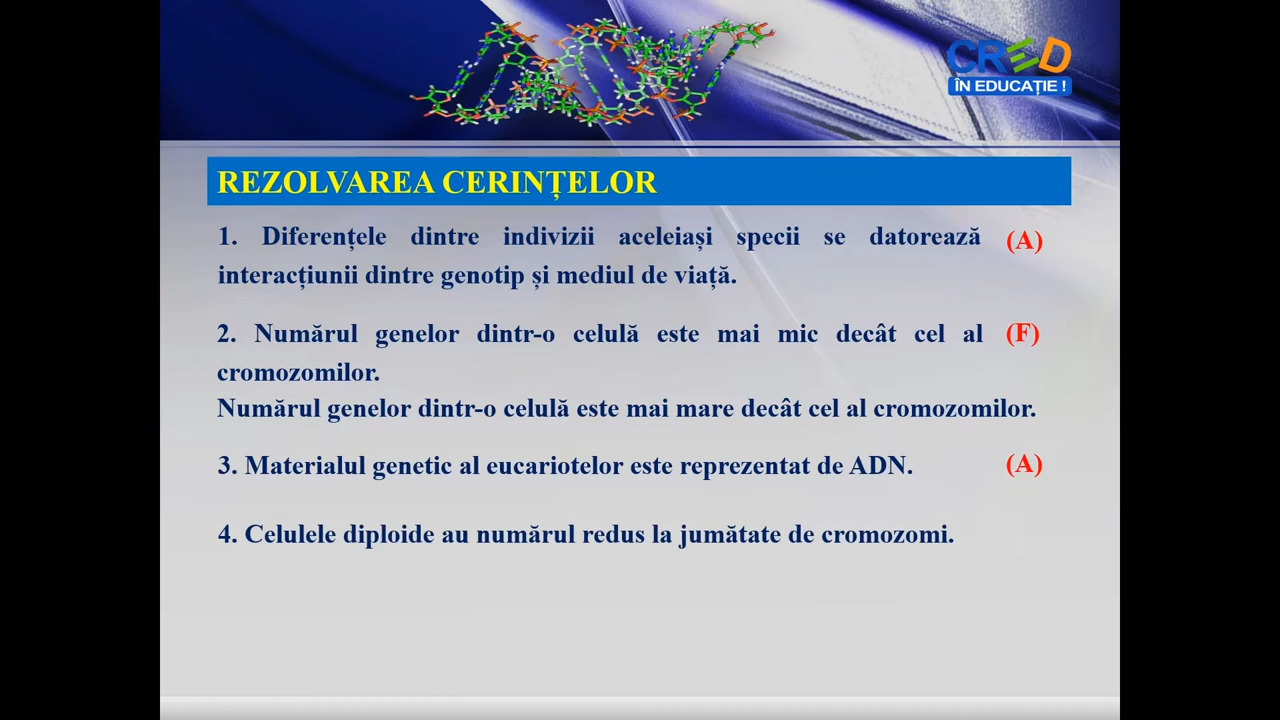 CRED
ÎN EDUCAȚIE !
REZOLVAREA CERINȚELOR
1. Diferențele dintre indivizii aceleiași specii se datorează (A)
interacțiunii dintre genotip și mediul de viață.
2. Numărul genelor dintr-o celulă este mai mic decât cel al (F)
cromozomilor.
Numărul genelor dintr-o celulă este mai mare decât cel al cromozomilor.
3. Materialul genetic al eucariotelor este reprezentat de ADN. (A)
4. Celulele diploide au numărul redus la jumătate de cromozomi.